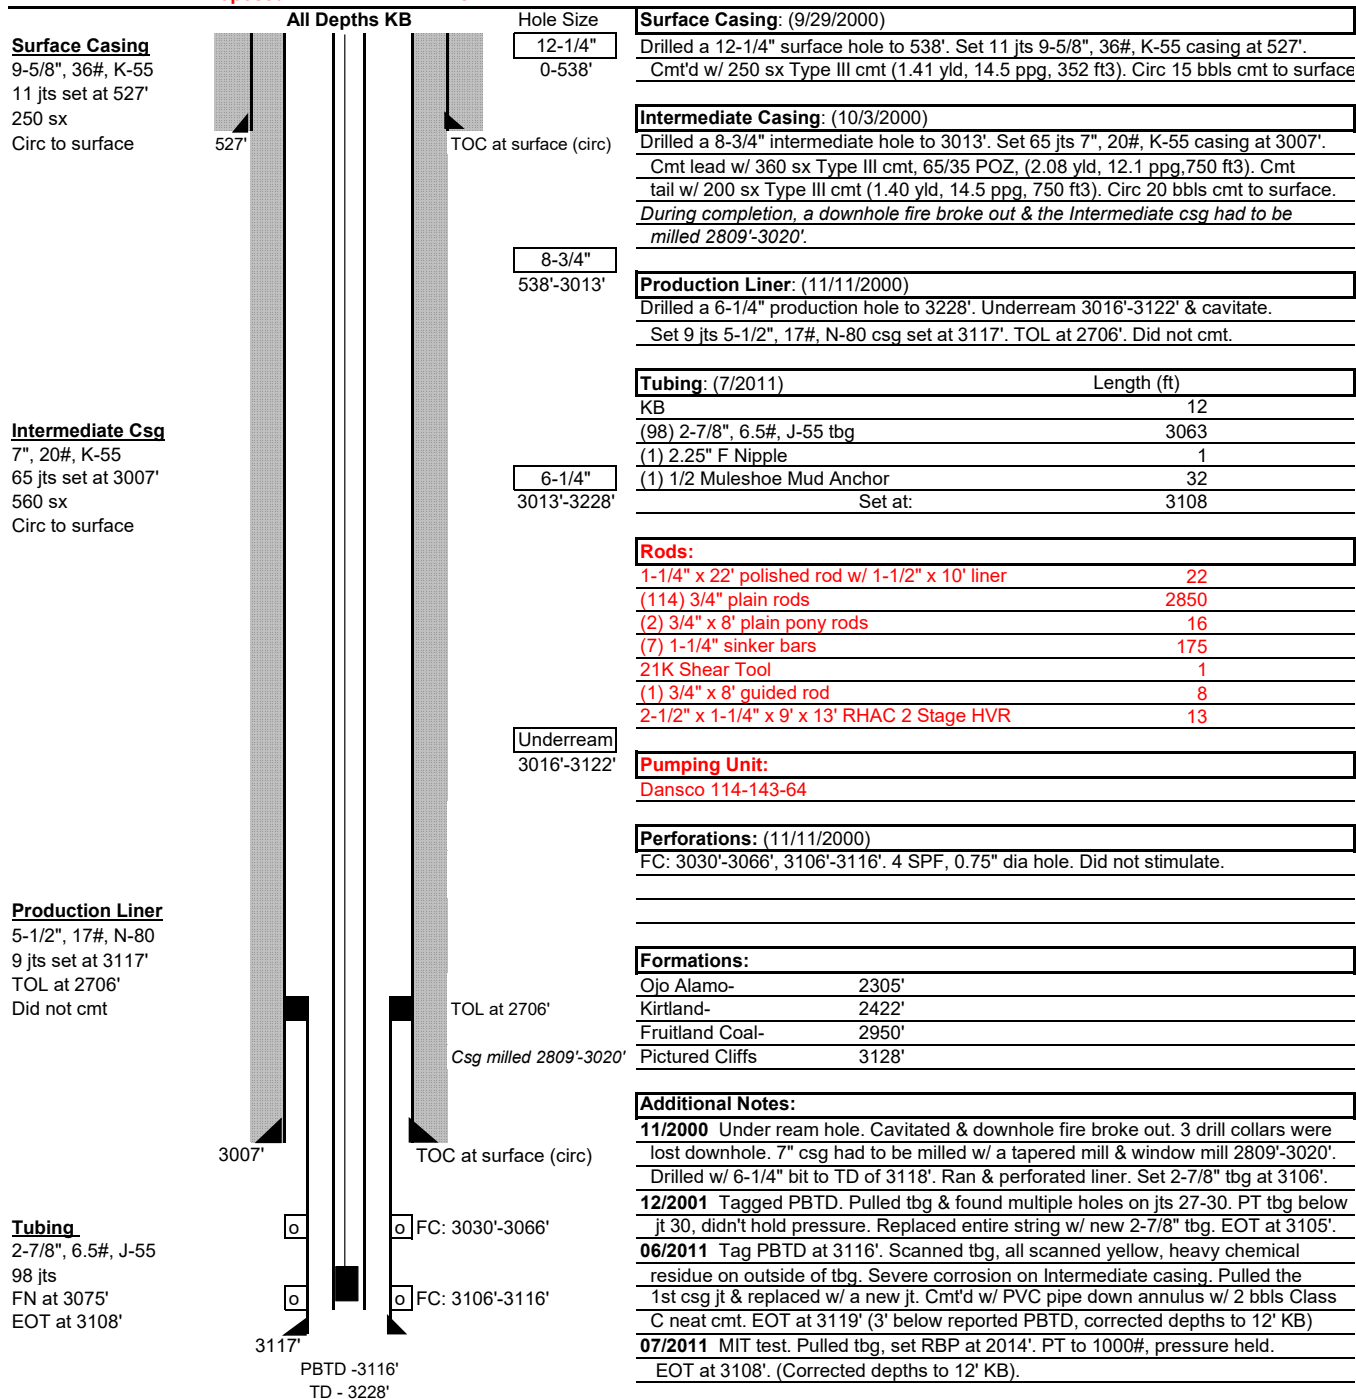 All Depths KB
Surface Casing
9-5/8", 36#, K-55
11 jts set at 527'
250 sx
Circ to surface
527'
TOC at surface (circ)
Hole Size
12-1/4"
0-538'
8-3/4"
538'-3013'
6-1/4"
3013'-3228'
Underream
3016'-3122'
Intermediate Csg
7", 20#, K-55
65 jts set at 3007'
560 sx
Circ to surface
Production Liner
5-1/2", 17#, N-80
9 jts set at 3117'
TOL at 2706'
Did not cmt
TOL at 2706'
Csg milled 2809'-3020'
3007'
TOC at surface (circ)
Tubing
2-7/8", 6.5#, J-55
98 jts
FN at 3075'
EOT at 3108'
o o FC: 3030'-3066'
o o FC: 3106'-3116'
3117'
PBTD -3116'
TD - 3228'
Surface Casing: (9/29/2000)
Drilled a 12-1/4" surface hole to 538'. Set 11 jts 9-5/8", 36#, K-55 casing at 527'.
Cmt'd w/ 250 sx Type III cmt (1.41 yld, 14.5 ppg, 352 ft3). Circ 15 bbls cmt to surface
Intermediate Casing: (10/3/2000)
Drilled a 8-3/4" intermediate hole to 3013'. Set 65 jts 7", 20#, K-55 casing at 3007'.
Cmt lead w/ 360 sx Type III cmt, 65/35 POZ, (2.08 yld, 12.1 ppg,750 ft3). Cmt
tail w/ 200 sx Type III cmt (1.40 yld, 14.5 ppg, 750 ft3). Circ 20 bbls cmt to surface.
During completion, a downhole fire broke out & the Intermediate csg had to be
milled 2809'-3020'.
Production Liner: (11/11/2000)
Drilled a 6-1/4" production hole to 3228'. Underream 3016'-3122' & cavitate.
Set 9 jts 5-1/2", 17#, N-80 csg set at 3117'. TOL at 2706'. Did not cmt.
Tubing: (7/2011) Length (ft)
KB 12
(98) 2-7/8", 6.5#, J-55 tbg 3063
(1) 2.25" F Nipple 1
(1) 1/2 Muleshoe Mud Anchor 32
Set at: 3108
Rods:
1-1/4" x 22' polished rod w/ 1-1/2" x 10' liner 22
(114) 3/4" plain rods 2850
(2) 3/4" x 8' plain pony rods 16
(7) 1-1/4" sinker bars 175
21K Shear Tool 1
(1) 3/4" x 8' guided rod 8
2-1/2" x 1-1/4" x 9' x 13' RHAC 2 Stage HVR 13
Pumping Unit:
Dansco 114-143-64
Perforations: (11/11/2000)
FC: 3030'-3066', 3106'-3116'. 4 SPF, 0.75" dia hole. Did not stimulate.
Formations:
Ojo Alamo- 2305'
Kirtland- 2422'
Fruitland Coal- 2950'
Pictured Cliffs 3128'
Additional Notes:
11/2000 Under ream hole. Cavitated & downhole fire broke out. 3 drill collars were
lost downhole. 7" csg had to be milled w/ a tapered mill & window mill 2809'-3020'.
Drilled w/ 6-1/4" bit to TD of 3118'. Ran & perforated liner. Set 2-7/8" tbg at 3106'.
12/2001 Tagged PBTD. Pulled tbg & found multiple holes on jts 27-30. PT tbg below
jt 30, didn't hold pressure. Replaced entire string w/ new 2-7/8" tbg. EOT at 3105'.
06/2011 Tag PBTD at 3116'. Scanned tbg, all scanned yellow, heavy chemical
residue on outside of tbg. Severe corrosion on Intermediate casing. Pulled the
1st csg jt & replaced w/ a new jt. Cmt'd w/ PVC pipe down annulus w/ 2 bbls Class
C neat cmt. EOT at 3119' (3' below reported PBTD, corrected depths to 12' KB)
07/2011 MIT test. Pulled tbg, set RBP at 2014'. PT to 1000#, pressure held.
EOT at 3108'. (Corrected depths to 12' KB).